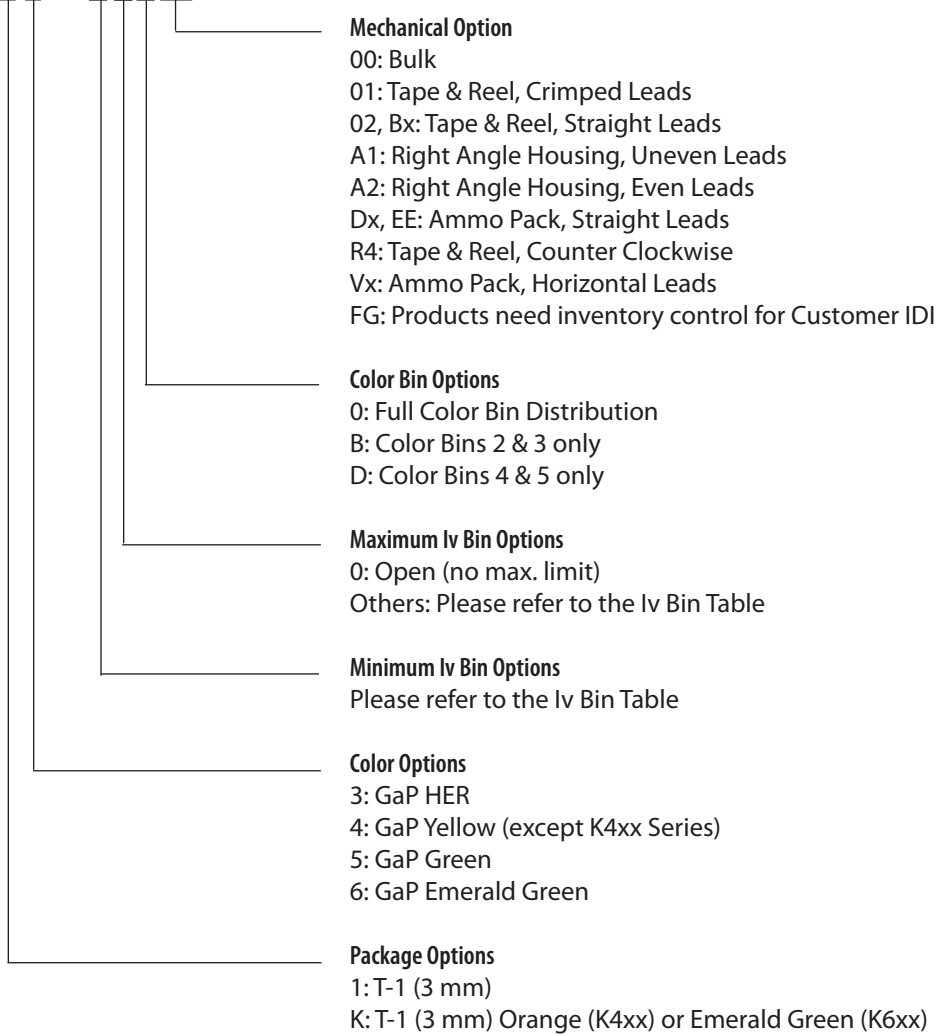 Mechanical Option
00: Bulk
01: Tape & Reel, Crimped Leads
02, Bx: Tape & Reel, Straight Leads
A1: Right Angle Housing, Uneven Leads
A2: Right Angle Housing, Even Leads
Dx, EE: Ammo Pack, Straight Leads
R4: Tape & Reel, Counter Clockwise
Vx: Ammo Pack, Horizontal Leads
FG: Products need inventory control for Customer IDI
Color Bin Options
0: Full Color Bin Distribution
B: Color Bins 2 & 3 only
D: Color Bins 4 & 5 only
Maximum Iv Bin Options
0: Open (no max. limit)
Others: Please refer to the Iv Bin Table
Minimum Iv Bin Options
Please refer to the Iv Bin Table
Color Options
3: GaP HER
4: GaP Yellow (except K4xx Series)
5: GaP Green
6: GaP Emerald Green
Package Options
1: T-1 (3 mm)
K: T-1 (3 mm) Orange (K4xx) or Emerald Green (K6xx)